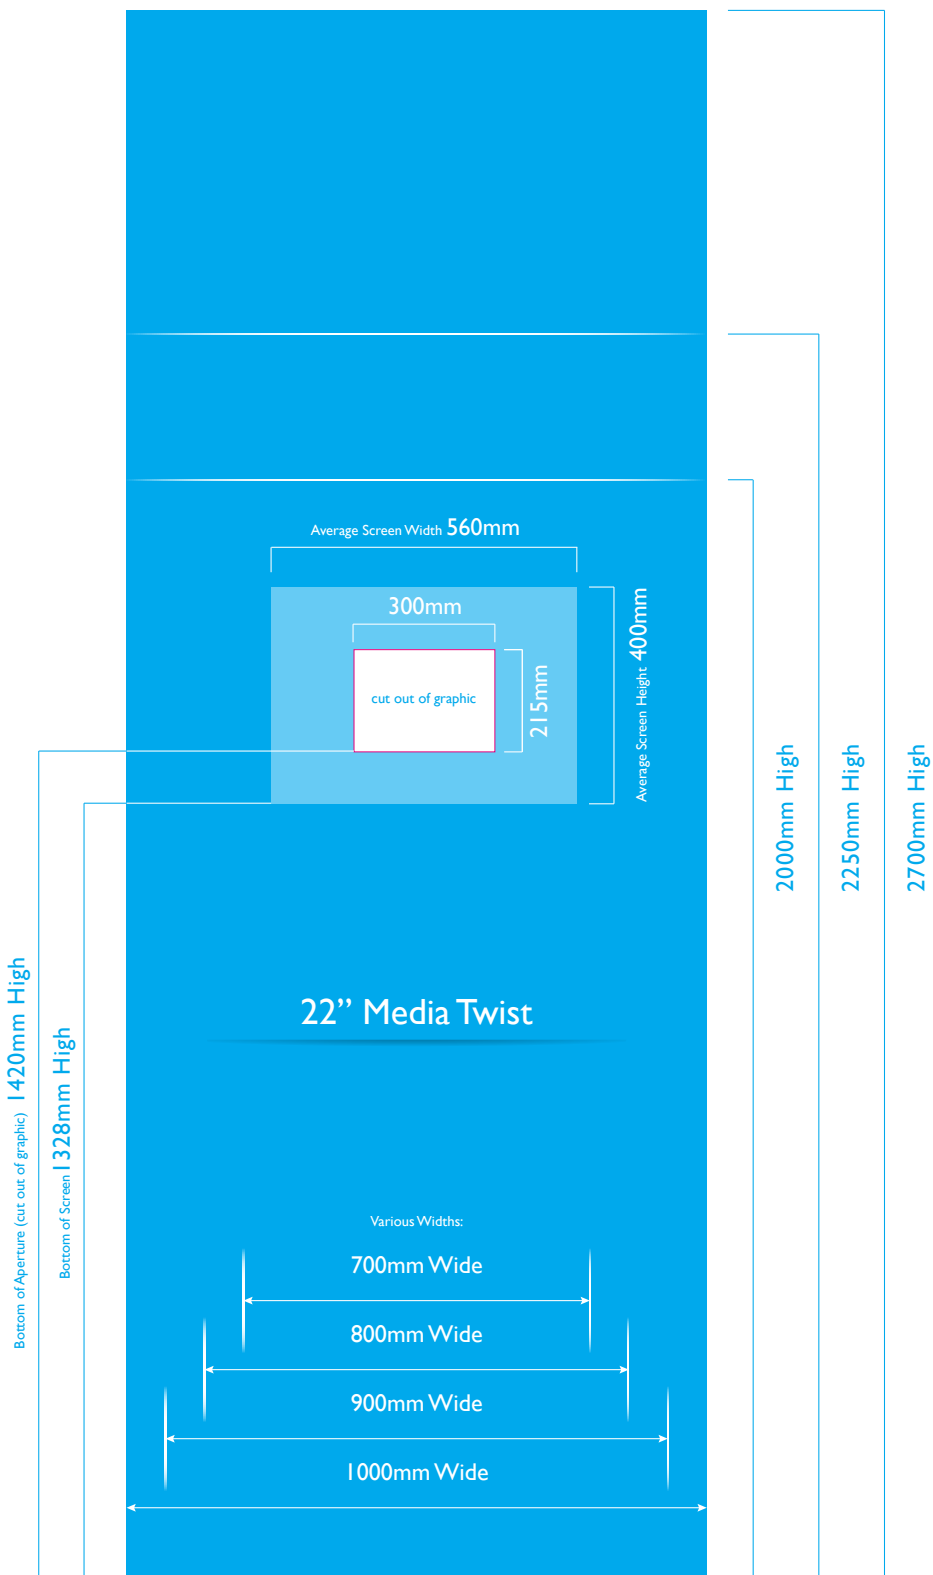 Average Screen Width 560mm
300mm
cut out of graphic
215mm
Average Screen Height 400mm
2000mm High
2250mm High
2700mm High
Bottom of Aperture (cut out of graphic) 1420mm High
Bottom of Screen 1328mm High
22” Media Twist
Various Widths:
700mm Wide
800mm Wide
900mm Wide
1000mm Wide